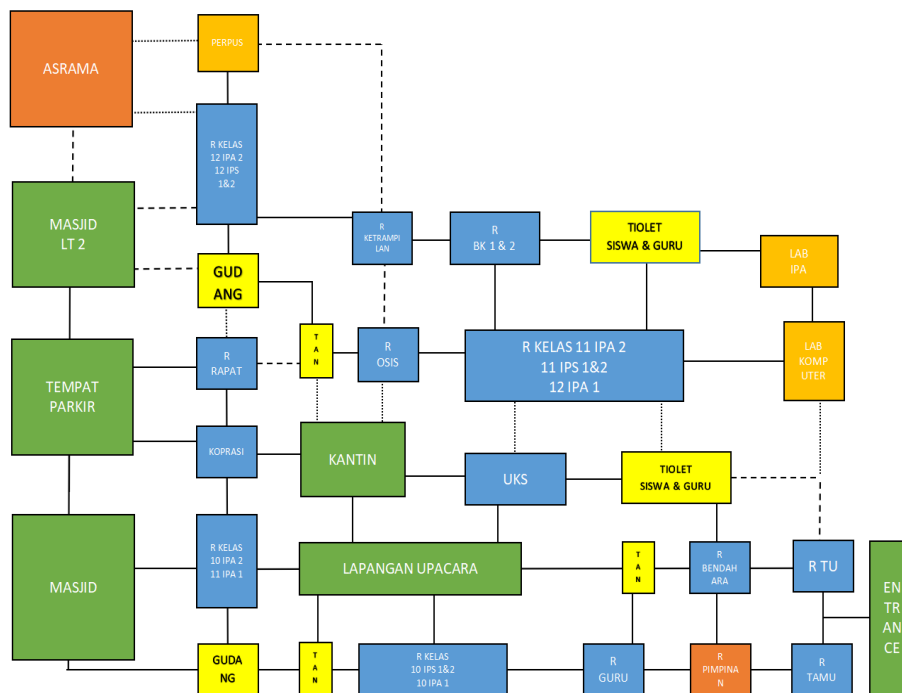 ASRAMA
PERPUS
R KELAS
12 IPA 2
12 IPS
1&2
MASJID
LT 2
R
KETRAMPI
LAN
R
BK 1 & 2
TIOLET
SISWA & GURU
LAB
IPA
GUD
ANG
T
A
N
R
OSIS
R KELAS 11 IPA 2
11 IPS 1&2
12 IPA 1
LAB
KOMP
UTER
TEMPAT
PARKIR
R
RAPAT
KOPRASI
KANTIN
UKS
TIOLET
SISWA & GURU
MASJID
R KELAS
10 IPA 2
11 IPA 1
LAPANGAN UPACARA
T
A
N
R
BENDAH
ARA
R TU
EN
TR
AN
CE
GUDA
NG
T
A
N
R KELAS
10 IPS 1&2
10 IPA 1
R
GURU
R
PIMPINA
N
R
TAMU